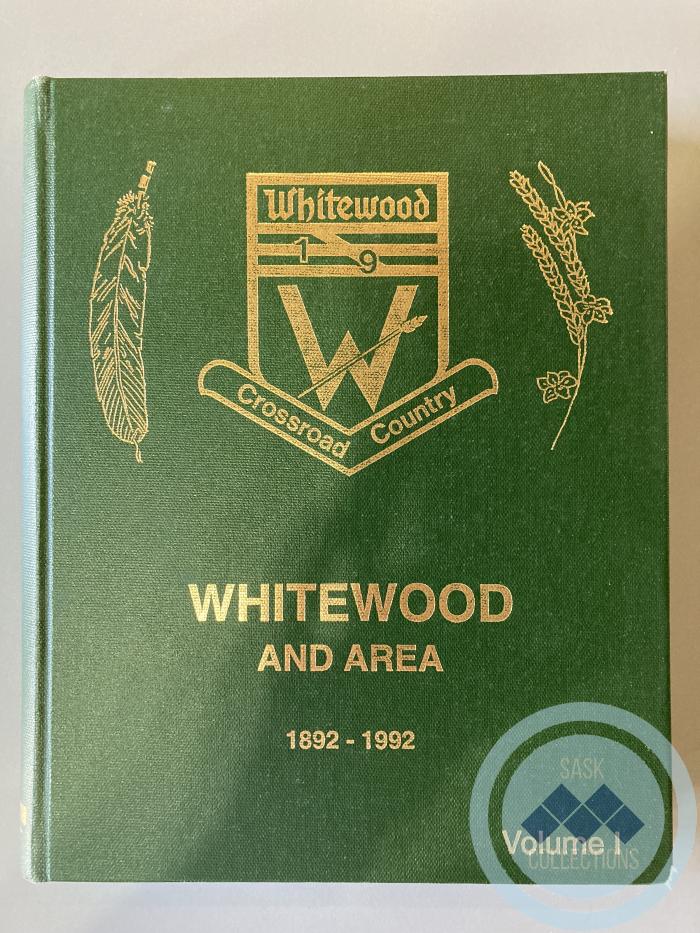 Whitewood
1 9
W
Crossroad Country
WHITEWOOD
AND AREA
1892 - 1992
SASK
Volume I
COLLECTIONS